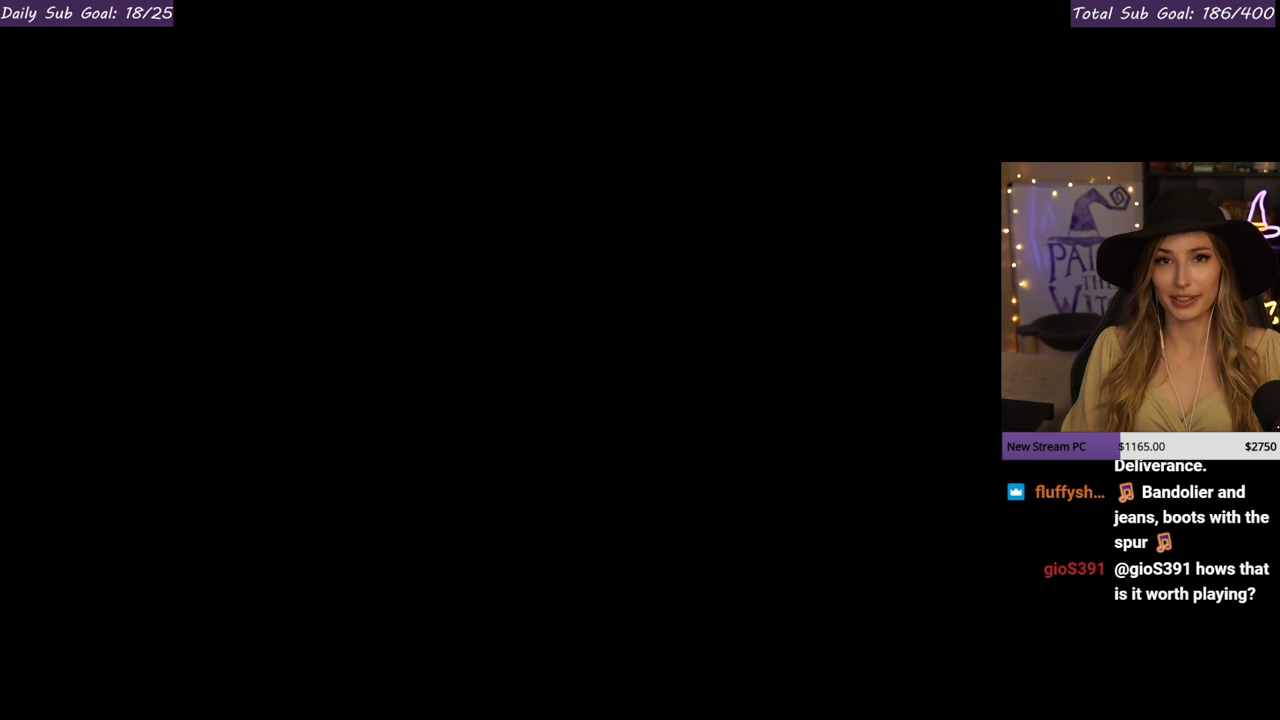 Daily Sub Goal: 18/25
Total Sub Goal: 186/400
New Stream PC $1165.00 $2750
Deliverance.
fluffysh... 🎵 Bandolier and
jeans, boots with the
spur 🎵
gioS391 @gioS391 hows that
is it worth playing?